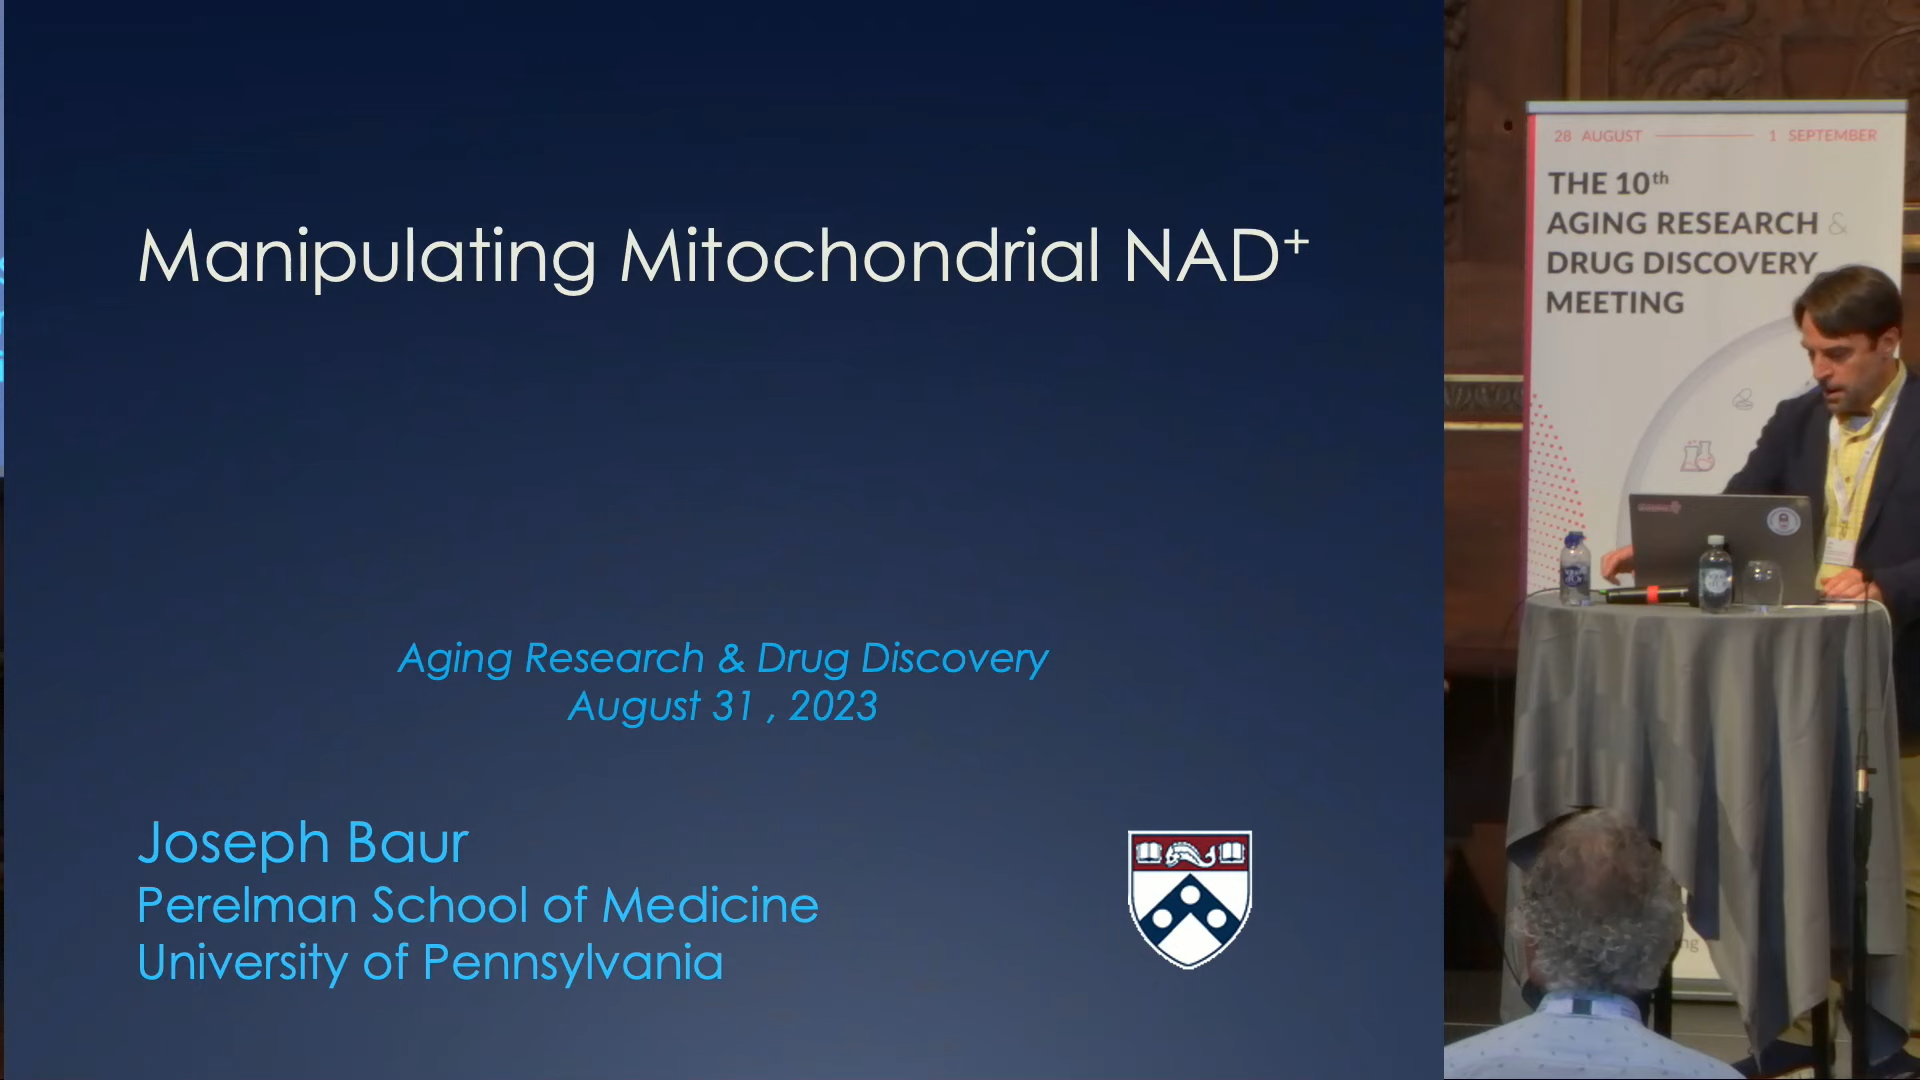 Manipulating Mitochondrial NAD⁺
Aging Research & Drug Discovery
August 31 , 2023
Joseph Baur
Perelman School of Medicine
University of Pennsylvania
28 AUGUST
1 SEPTEMBER
THE 10th
AGING RESEARCH &
DRUG DISCOVERY
MEETING